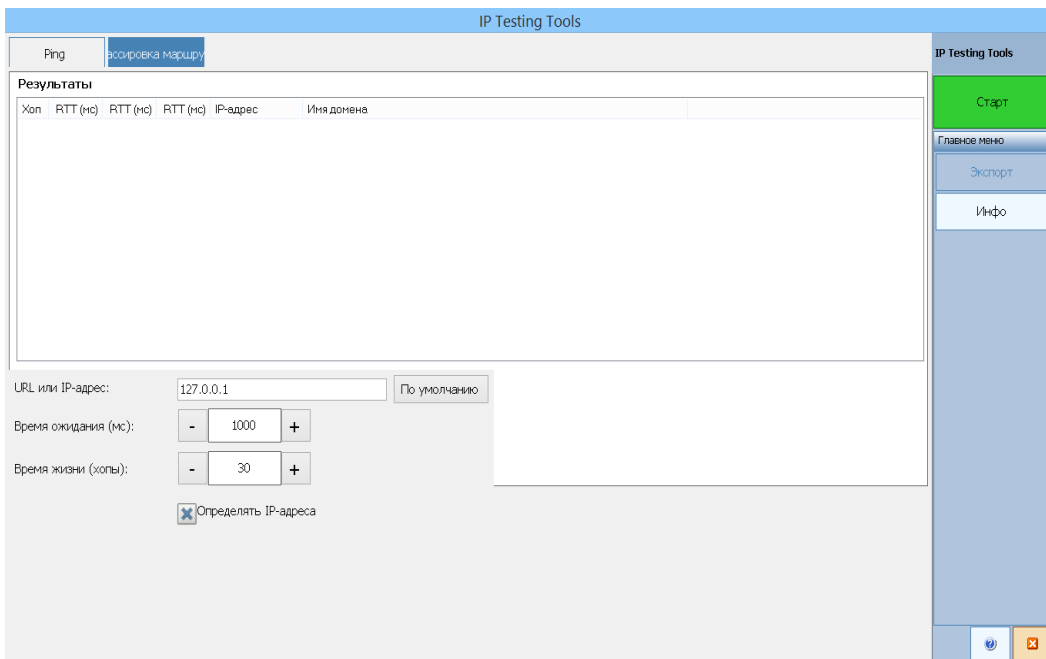 IP Testing Tools
Ping
ассировка маршру
Результаты
Хоп RTT (мс) RTT (мс) RTT (мс) IP-адрес Имя домена
URL или IP-адрес: 127.0.0.1 По умолчанию
Время ожидания (мс): - 1000 +
Время жизни (хопы): - 30 +
Определять IP-адреса
IP Testing Tools
Старт
Главное меню
Экспорт
Инфо